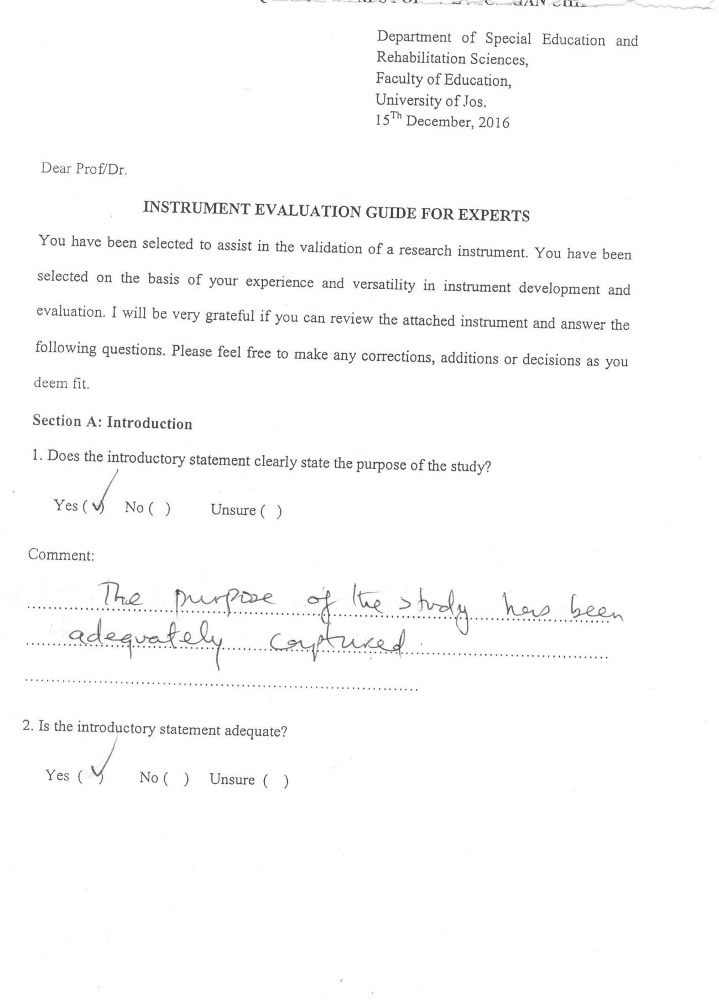 Department of Special Education and
Rehabilitation Sciences,
Faculty of Education,
University of Jos.
15Th December, 2016
Dear Prof/Dr.
INSTRUMENT EVALUATION GUIDE FOR EXPERTS
You have been selected to assist in the validation of a research instrument. You have been
selected on the basis of your experience and versatility in instrument development and
evaluation. I will be very grateful if you can review the attached instrument and answer the
following questions. Please feel free to make any corrections, additions or decisions as you
deem fit.
Section A: Introduction
1. Does the introductory statement clearly state the purpose of the study?
Yes (✓) No ( ) Unsure ( )
Comment:
The purpose of the study has been
adequately captured.
2. Is the introductory statement adequate?
Yes (✓) No ( ) Unsure ( )